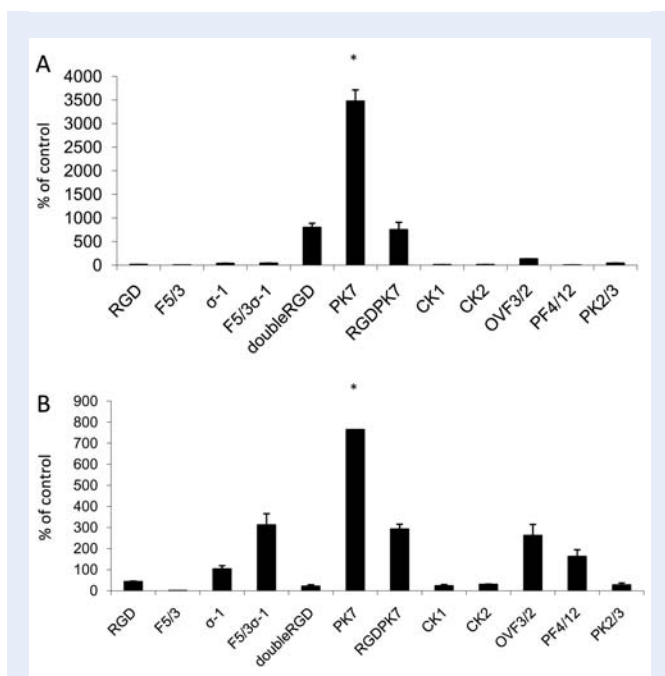 A
*
% of control
4000
3500
3000
2500
2000
1500
1000
500
0
RGD
F5/3
σ-1
F5/3σ-1
doubleRGD
PK7
RGDPK7
CK1
CK2
OVF3/2
PF4/12
PK2/3
B
*
% of control
900
800
700
600
500
400
300
200
100
0
RGD
F5/3
σ-1
F5/3σ-1
doubleRGD
PK7
RGDPK7
CK1
CK2
OVF3/2
PF4/12
PK2/3